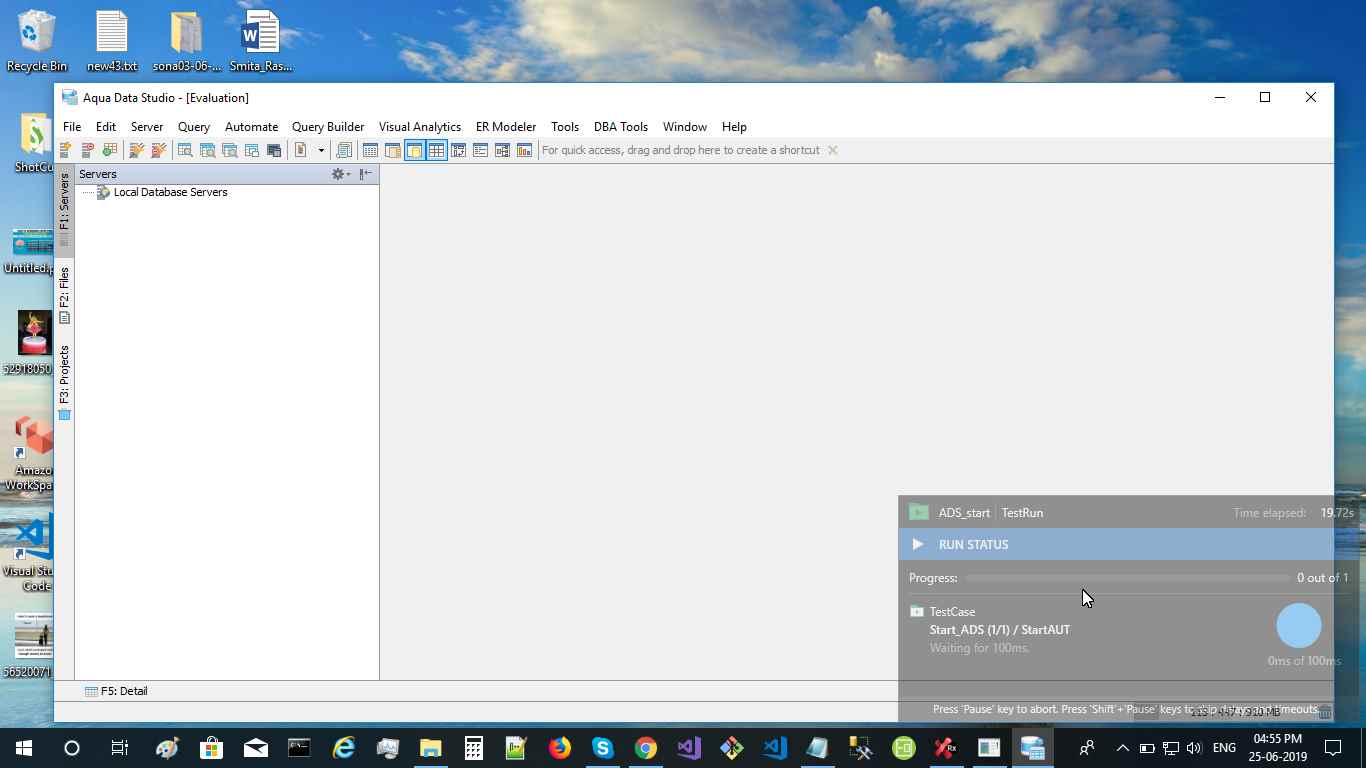 Recycle Bin
new43.txt
sona03-06-...
Smita_Ras...
Aqua Data Studio - [Evaluation]
File Edit Server Query Automate Query Builder Visual Analytics ER Modeler Tools DBA Tools Window Help
For quick access, drag and drop here to create a shortcut
F1: Servers
F2: Files
F3: Projects
Servers
Local Database Servers
ShotCu
Untitled.p
52918050
Amazo
WorkSpa
Visual Stu
Code
56520071
ADS_start TestRun Time elapsed: 19.72s
RUN STATUS
Progress: 0 out of 1
TestCase
Start_ADS (1/1) / StartAUT
Waiting for 100ms.
0ms of 100ms
F5: Detail
Press 'Pause' key to abort. Press 'Shift'+'Pause' keys to skip delays and timeouts.
ENG
04:55 PM
25-06-2019